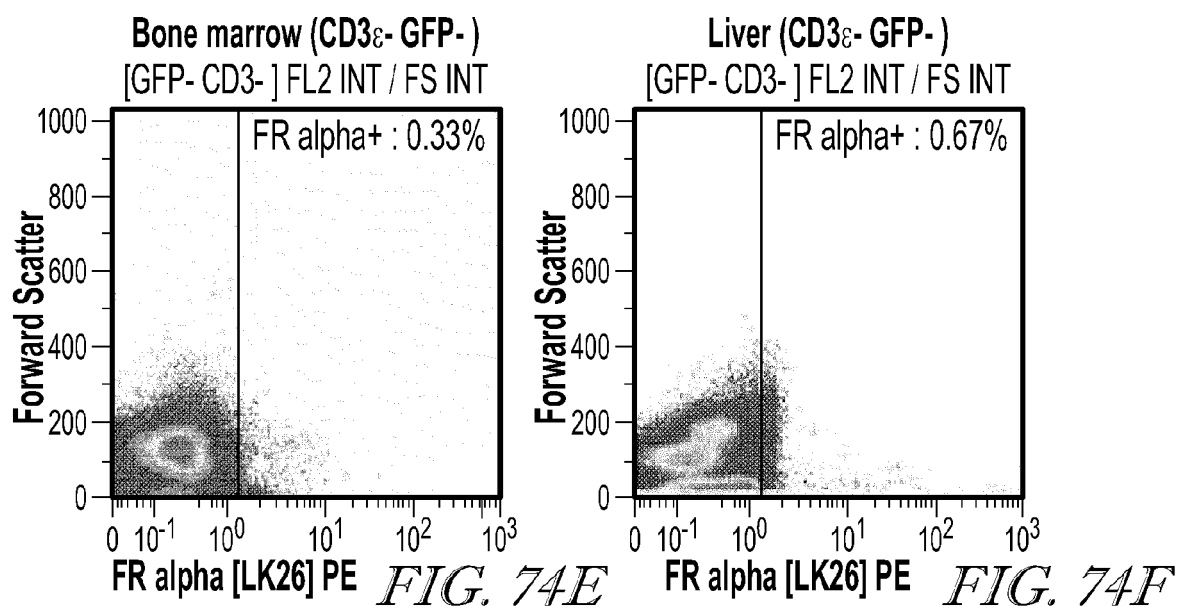 Bone marrow (CD3ε- GFP- )
[GFP- CD3- ] FL2 INT / FS INT
FR alpha+ : 0.33%
Forward Scatter
1000
800
600
400
200
0
0 10-1 100 101 102 103
FR alpha [LK26] PE
FIG. 74E
Liver (CD3ε- GFP-)
[GFP- CD3- ] FL2 INT / FS INT
FR alpha+ : 0.67%
Forward Scatter
1000
800
600
400
200
0
0 10-1 100 101 102 103
FR alpha [LK26] PE
FIG. 74F